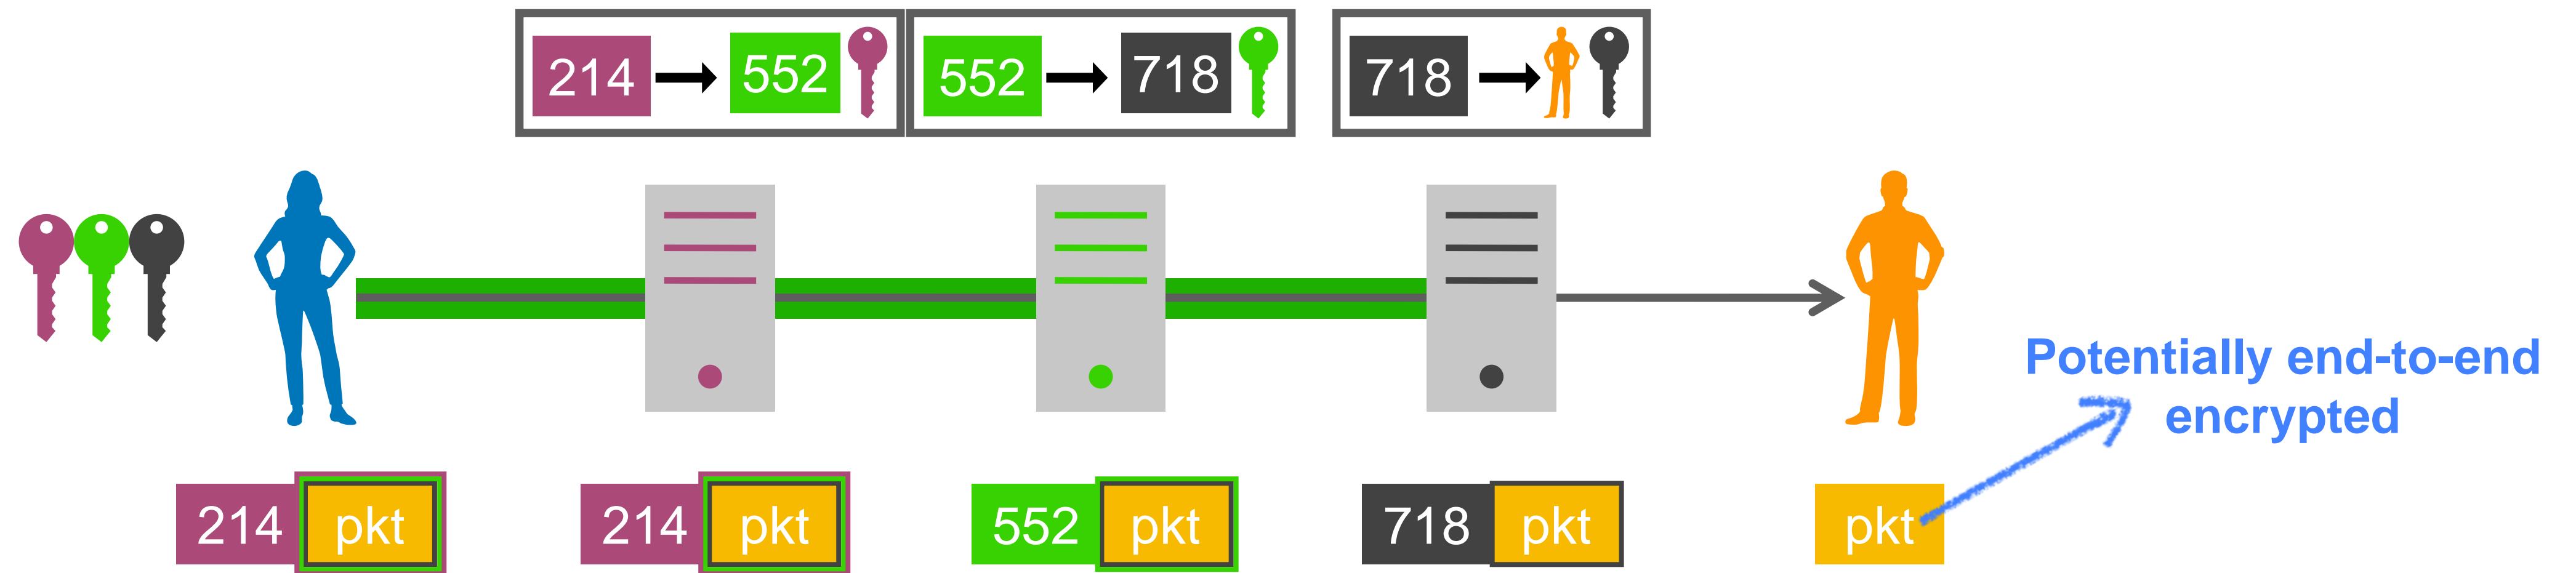 214 552
552 718
718
Potentially end-to-end
encrypted
214 pkt
214 pkt
552 pkt
718 pkt
pkt